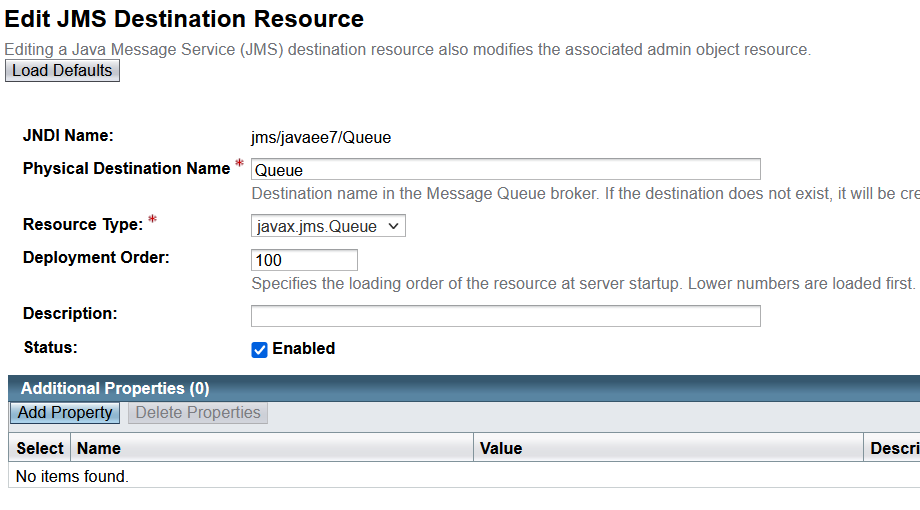 Edit JMS Destination Resource
Editing a Java Message Service (JMS) destination resource also modifies the associated admin object resource.
Load Defaults
JNDI Name: jms/javaee7/Queue
Physical Destination Name * Queue
Destination name in the Message Queue broker. If the destination does not exist, it will be cre
Resource Type: * javax.jms.Queue
Deployment Order: 100
Specifies the loading order of the resource at server startup. Lower numbers are loaded first.
Description:
Status: Enabled
Additional Properties (0)
Add Property Delete Properties
Select Name Value Descri
No items found.